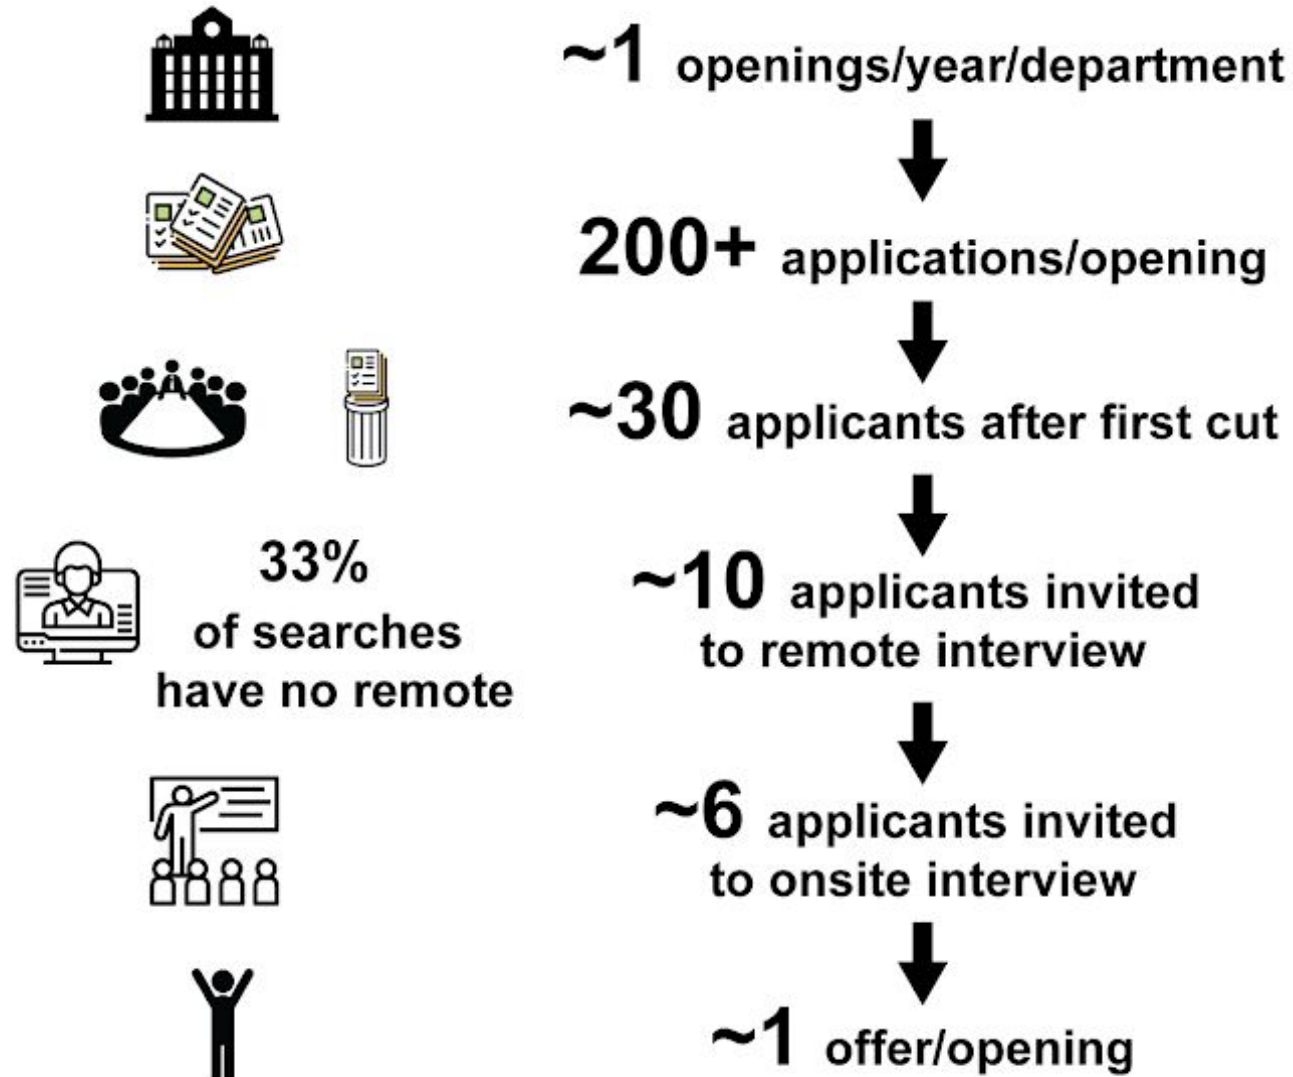 ~1 openings/year/department
200+ applications/opening
~30 applicants after first cut
33%
of searches
have no remote
~10 applicants invited
to remote interview
~6 applicants invited
to onsite interview
~1 offer/opening